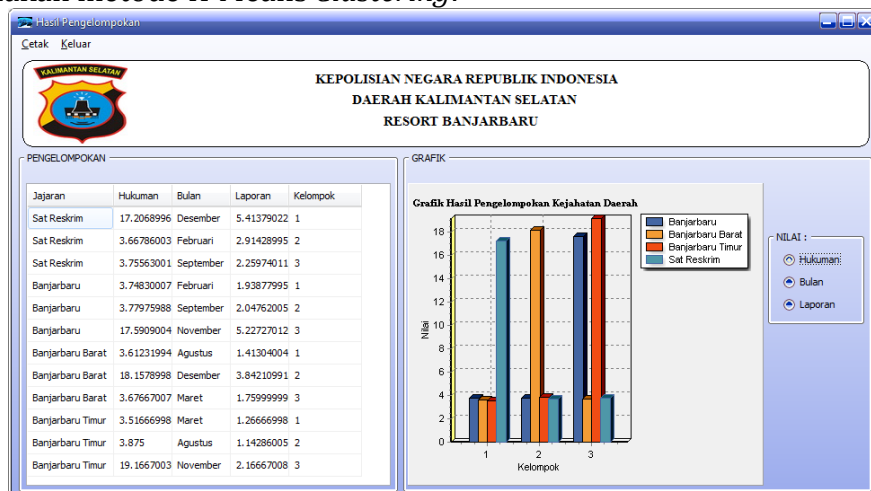 Hasil Pengelompokan
Cetak Keluar
KALIMANTAN SELATAN
KEPOLISIAN NEGARA REPUBLIK INDONESIA
DAERAH KALIMANTAN SELATAN
RESORT BANJARBARU
PENGELOMPOKAN
Jajaran Hukuman Bulan Laporan Kelompok
Sat Reskrim 17.2068996 Desember 5.41379022 1
Sat Reskrim 3.66786003 Februari 2.91428995 2
Sat Reskrim 3.75563001 September 2.25974011 3
Banjarbaru 3.74830007 Februari 1.93877995 1
Banjarbaru 3.77975988 September 2.04762005 2
Banjarbaru 17.5909004 November 5.22727012 3
Banjarbaru Barat 3.61231994 Agustus 1.41304004 1
Banjarbaru Barat 18.1578998 Desember 3.84210991 2
Banjarbaru Barat 3.67667007 Maret 1.75999999 3
Banjarbaru Timur 3.51666998 Maret 1.26666998 1
Banjarbaru Timur 3.875 Agustus 1.14286005 2
Banjarbaru Timur 19.1667003 November 2.16667008 3
GRAFIK
Grafik Hasil Pengelompokan Kejahatan Daerah
Banjarbaru
Banjarbaru Barat
Banjarbaru Timur
Sat Reskrim
18
16
14
12
10
8
6
4
2
0
Nilai
1 2 3
Kelompok
NILAI :
Hukuman
Bulan
Laporan